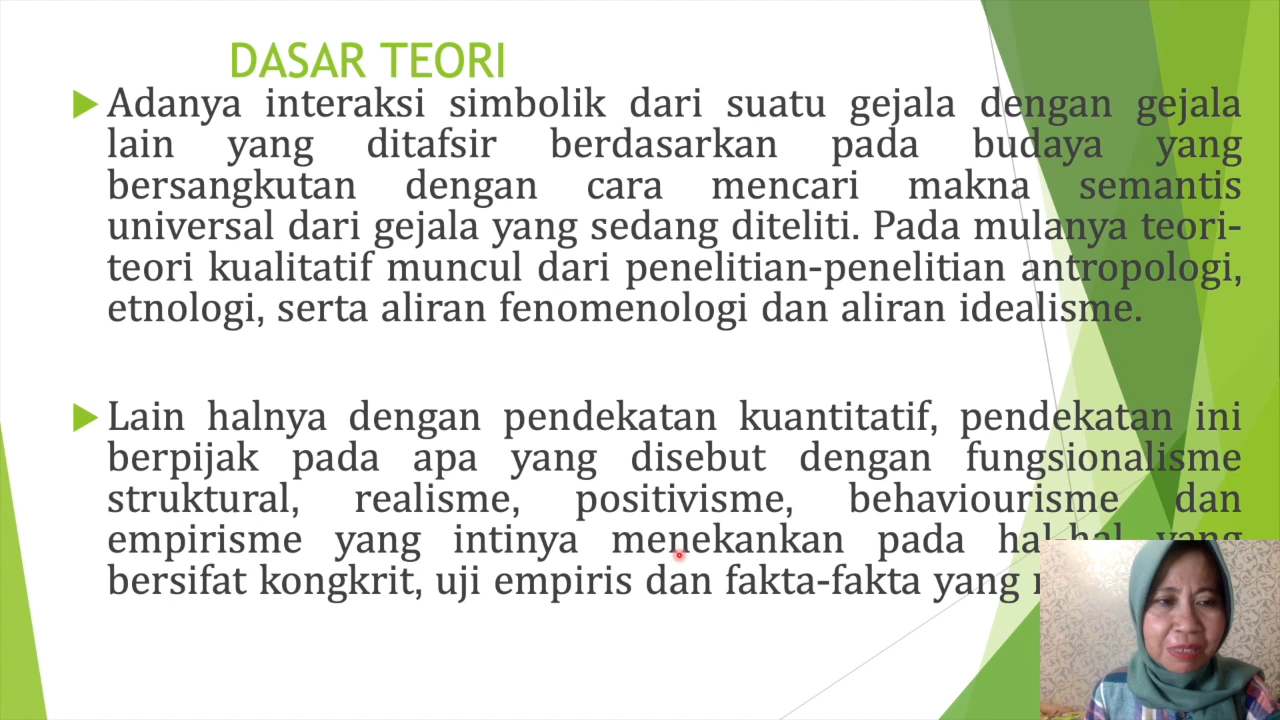 DASAR TEORI
Adanya interaksi simbolik dari suatu gejala dengan gejala
lain yang ditafsir berdasarkan pada budaya yang
bersangkutan dengan cara mencari makna semantis
universal dari gejala yang sedang diteliti. Pada mulanya teori-
teori kualitatif muncul dari penelitian-penelitian antropologi,
etnologi, serta aliran fenomenologi dan aliran idealisme.
Lain halnya dengan pendekatan kuantitatif, pendekatan ini
berpijak pada apa yang disebut dengan fungsionalisme
struktural, realisme, positivisme, behaviourisme dan
empirisme yang intinya menekankan pada hal-hal yang
bersifat kongkrit, uji empiris dan fakta-fakta yang